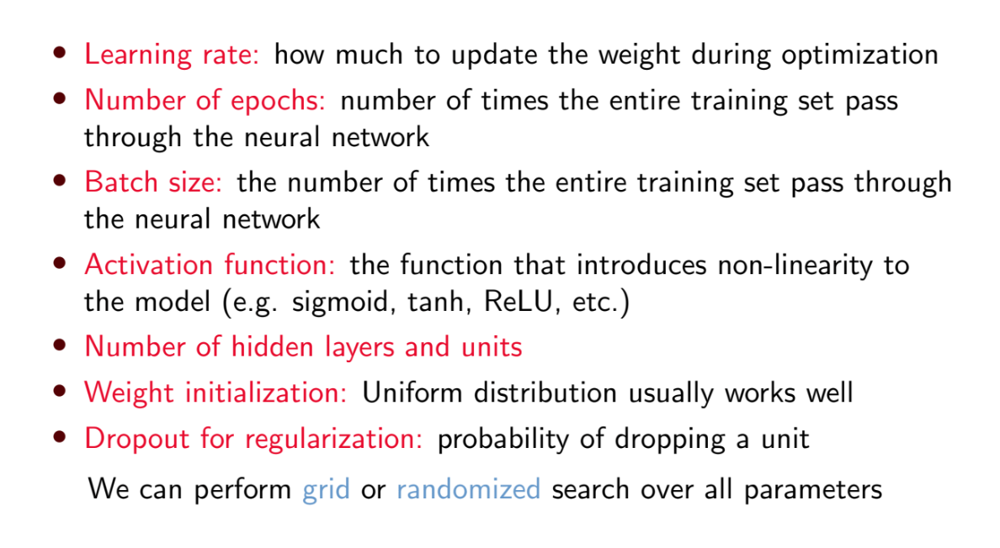 • Learning rate: how much to update the weight during optimization
• Number of epochs: number of times the entire training set pass
through the neural network
• Batch size: the number of times the entire training set pass through
the neural network
• Activation function: the function that introduces non-linearity to
the model (e.g. sigmoid, tanh, ReLU, etc.)
• Number of hidden layers and units
• Weight initialization: Uniform distribution usually works well
• Dropout for regularization: probability of dropping a unit
We can perform grid or randomized search over all parameters